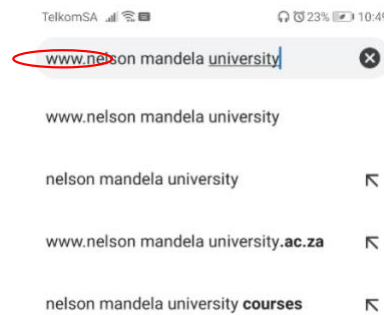 TelkomSA 23% 10:49
www.nelson mandela university
www.nelson mandela university
nelson mandela university
www.nelson mandela university.ac.za
nelson mandela university courses